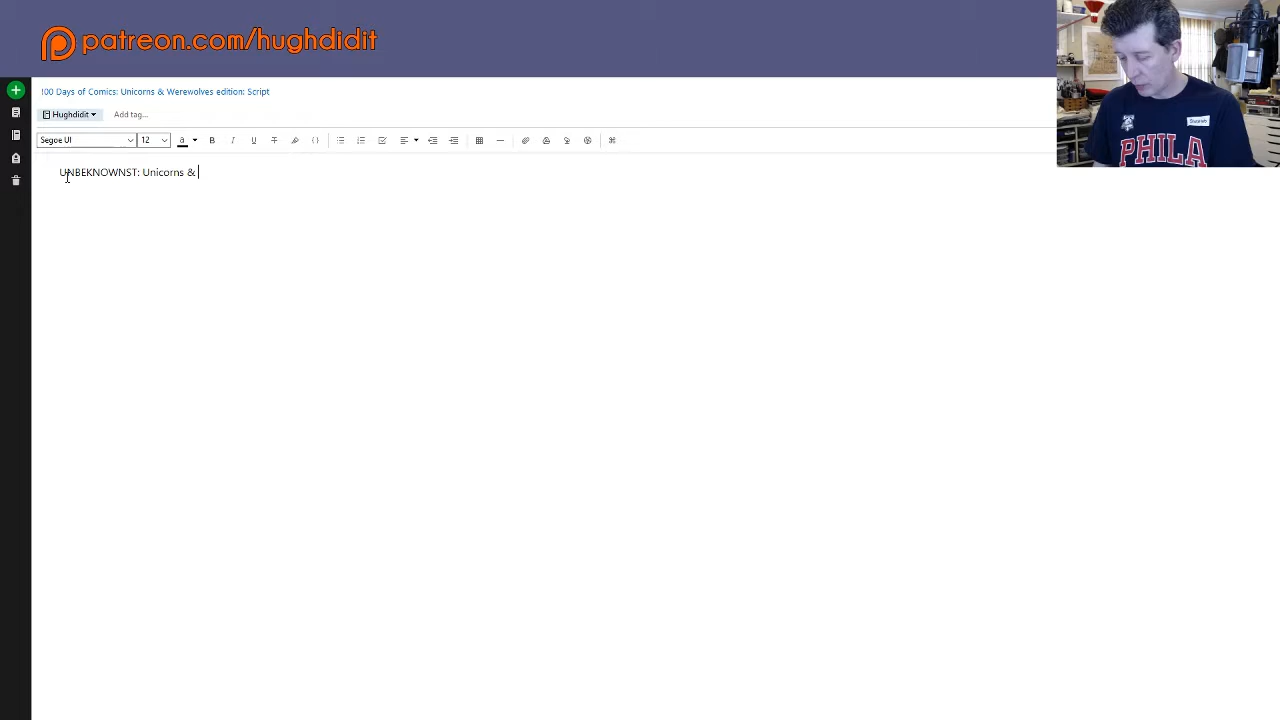 patreon.com/hughdidit
100 Days of Comics: Unicorns & Werewolves edition: Script
Hughdidit
Add tag...
Segoe UI
12
a
B
I
U
T
UNBEKNOWNST: Unicorns &
PHILA